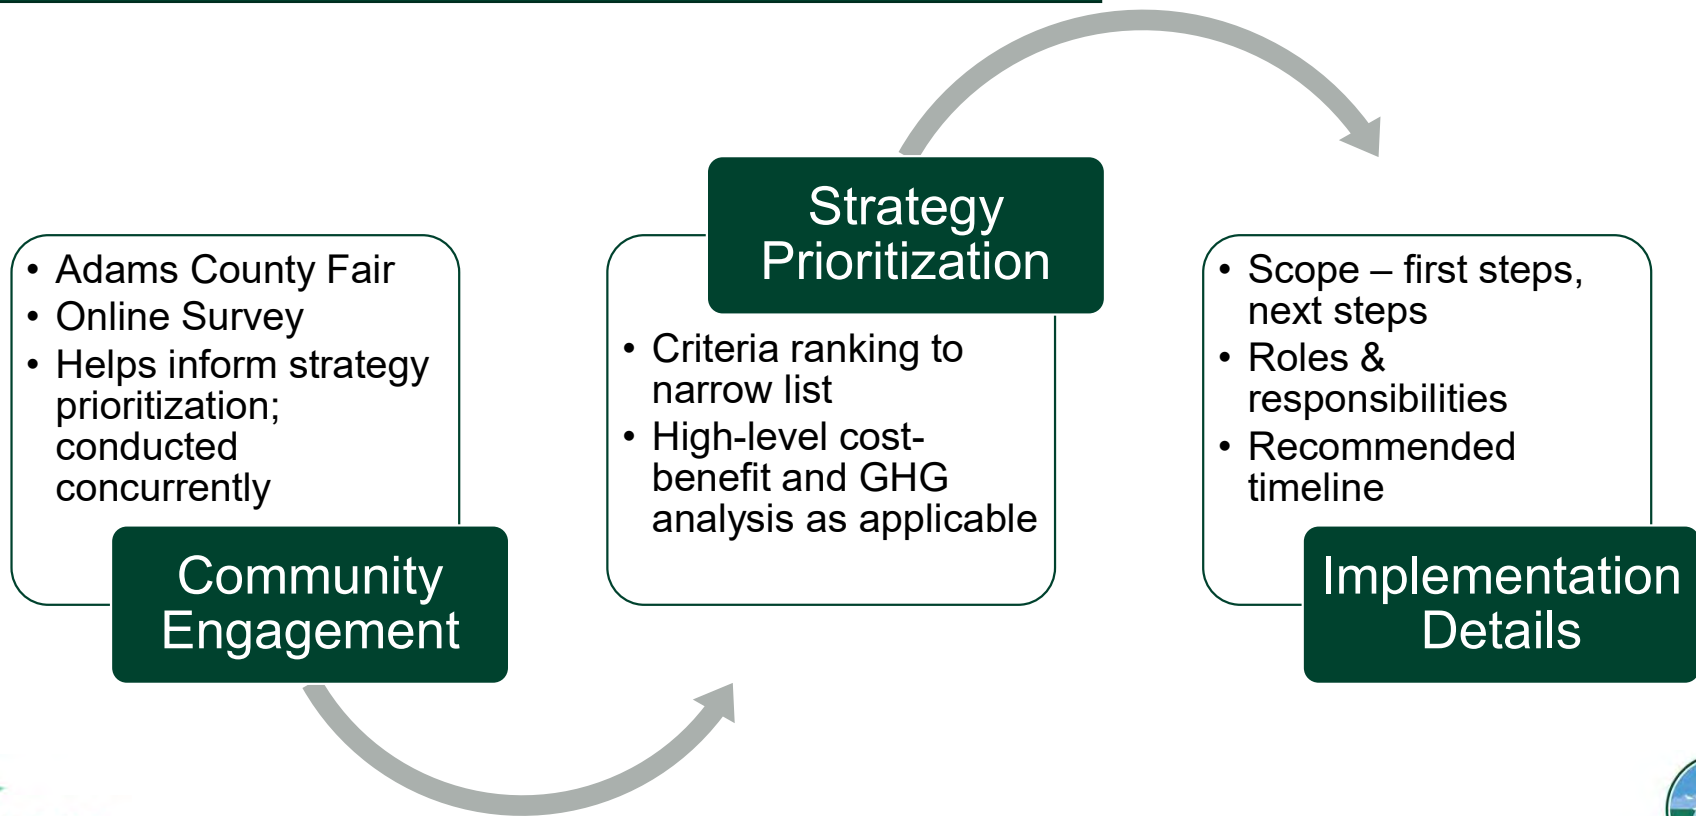 • Adams County Fair
• Online Survey
• Helps inform strategy
prioritization;
conducted
concurrently
Community
Engagement
Strategy
Prioritization
• Criteria ranking to
narrow list
• High-level cost-
benefit and GHG
analysis as applicable
• Scope – first steps,
next steps
• Roles &
responsibilities
• Recommended
timeline
Implementation
Details